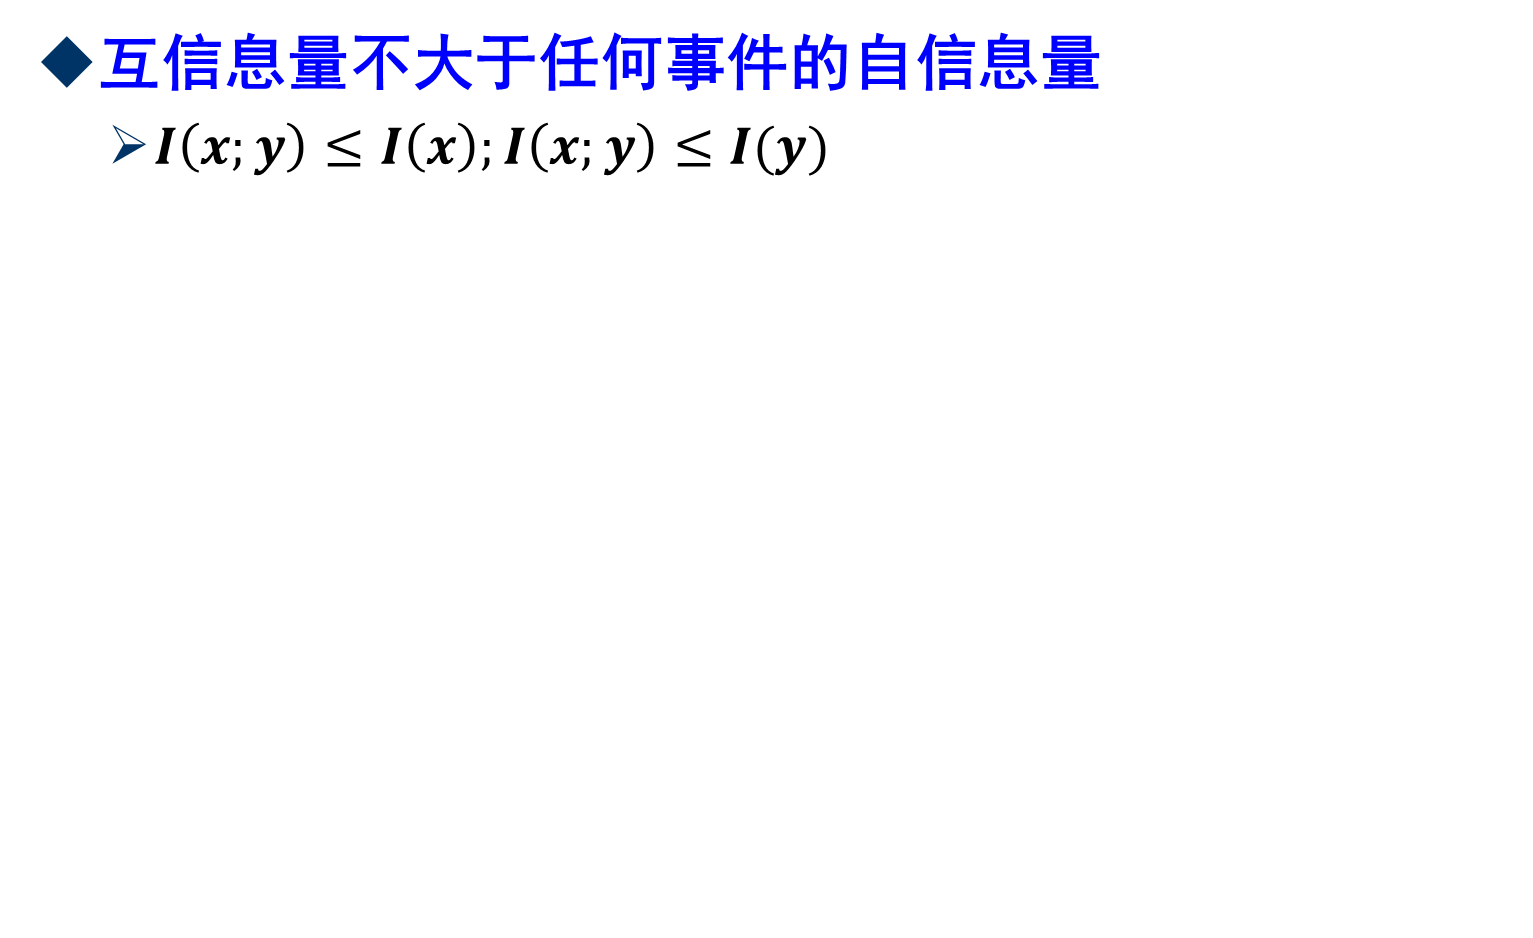 互信息量不大于任何事件的自信息量
I(x; y) ≤ I(x); I(x; y) ≤ I(y)